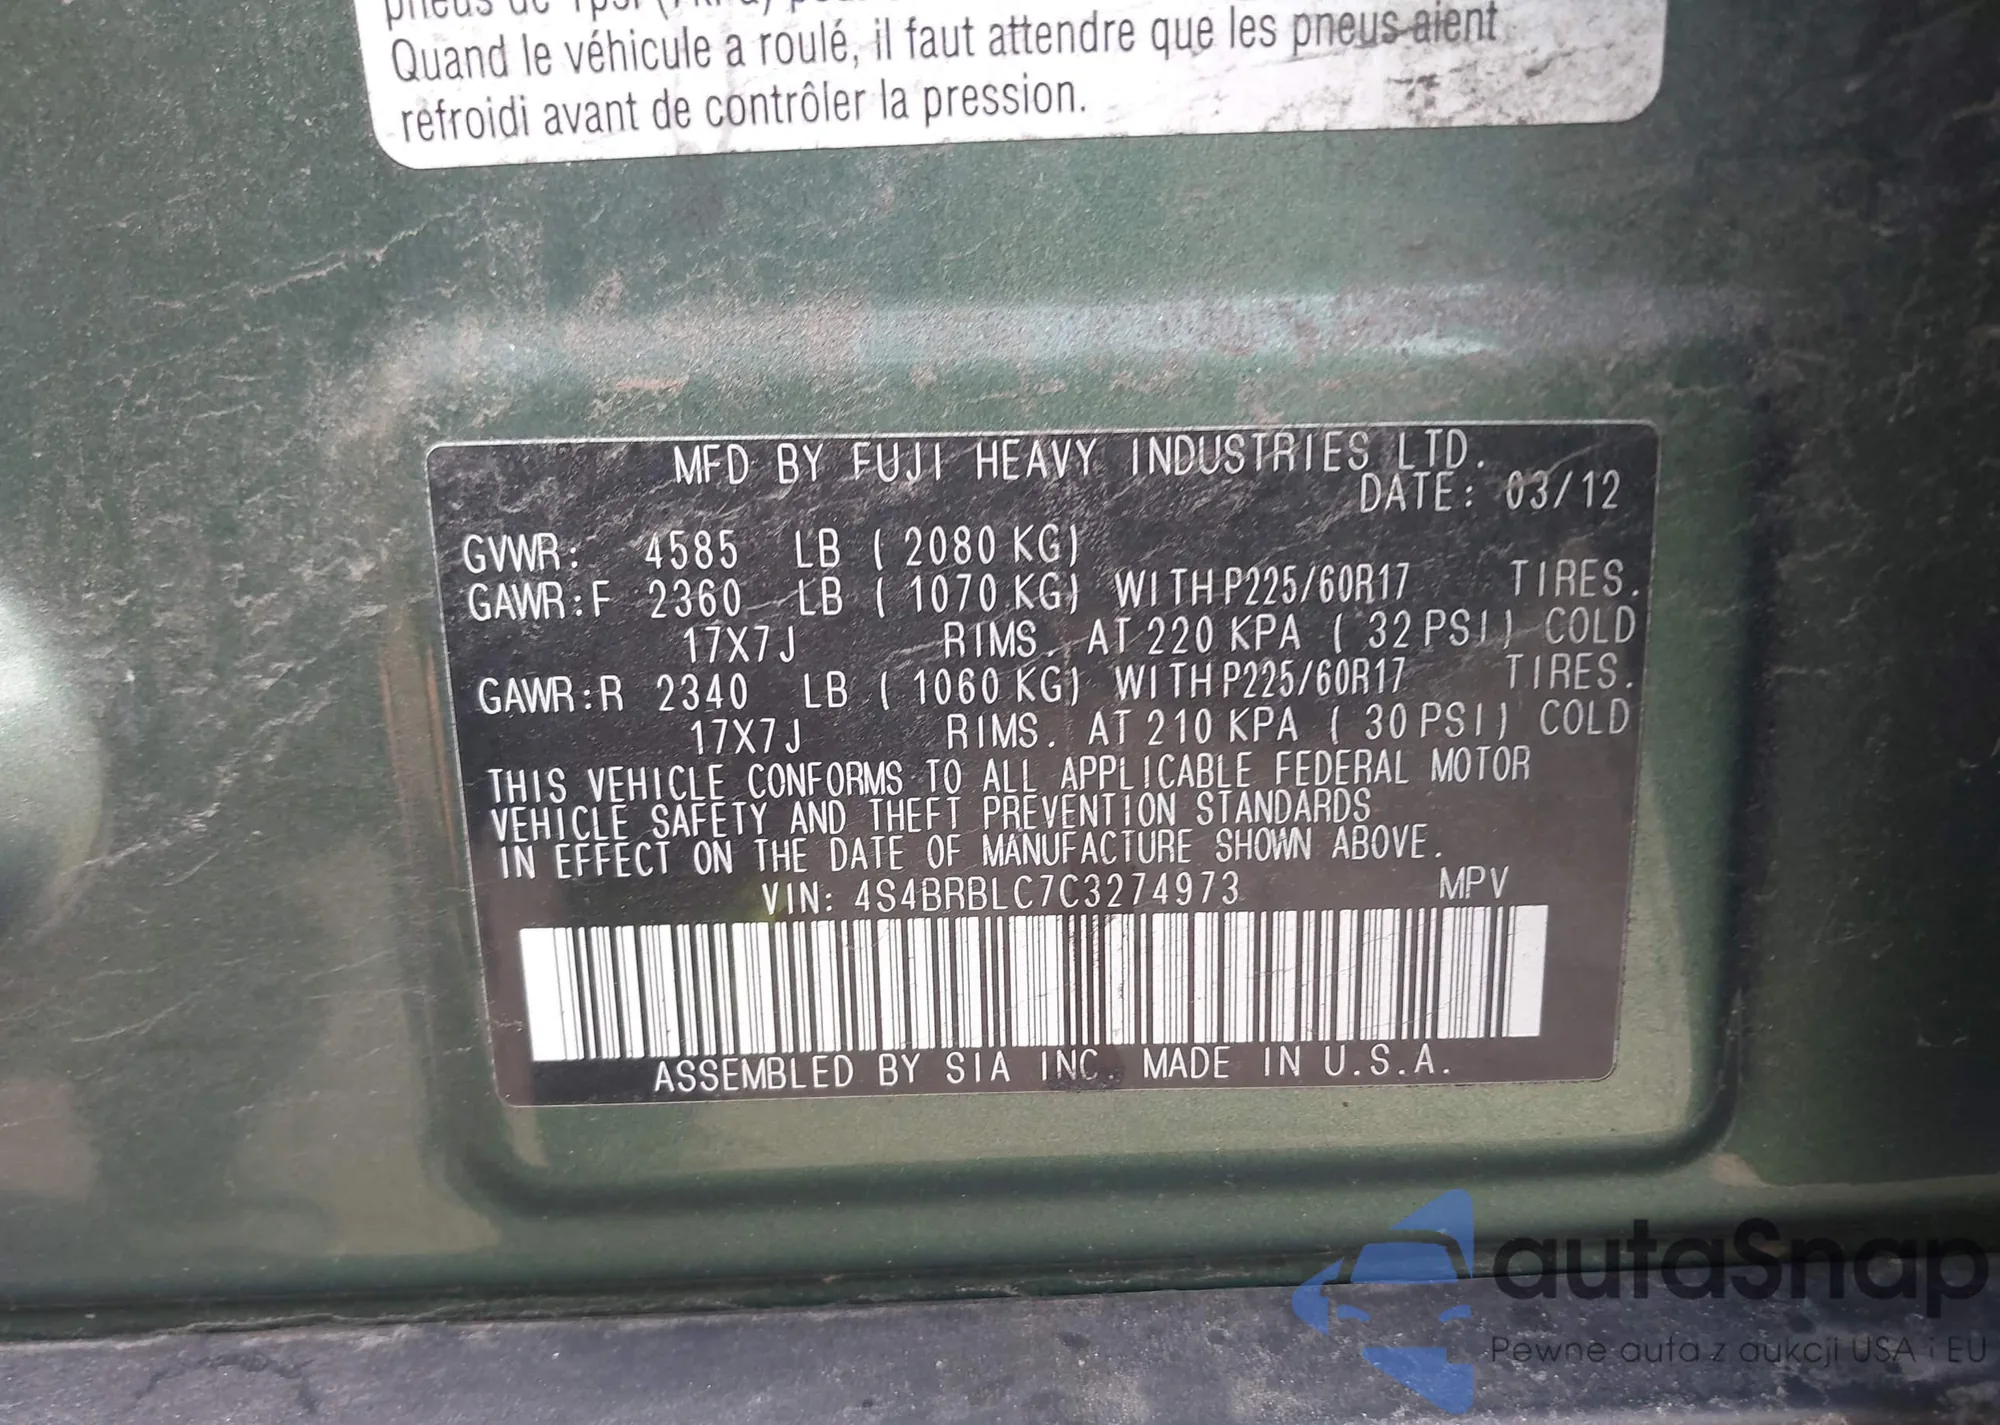 pneus de 1psi (7kPa)
Quand le véhicule a roulé, il faut attendre que les pneus aient
refroidi avant de contrôler la pression.
MFD BY FUJI HEAVY INDUSTRIES LTD.
DATE: 03/12
GVWR: 4585 LB ( 2080 KG)
GAWR:F 2360 LB ( 1070 KG) WITH P225/60R17 TIRES.
17X7J RIMS. AT 220 KPA ( 32 PSI) COLD
GAWR:R 2340 LB ( 1060 KG) WITH P225/60R17 TIRES.
17X7J RIMS. AT 210 KPA ( 30 PSI) COLD
THIS VEHICLE CONFORMS TO ALL APPLICABLE FEDERAL MOTOR
VEHICLE SAFETY AND THEFT PREVENTION STANDARDS
IN EFFECT ON THE DATE OF MANUFACTURE SHOWN ABOVE.
VIN: 4S4BRBLC7C3274973 MPV
ASSEMBLED BY SIA INC. MADE IN U.S.A.
autaSnap
Pewne auta z aukcji USA i EU